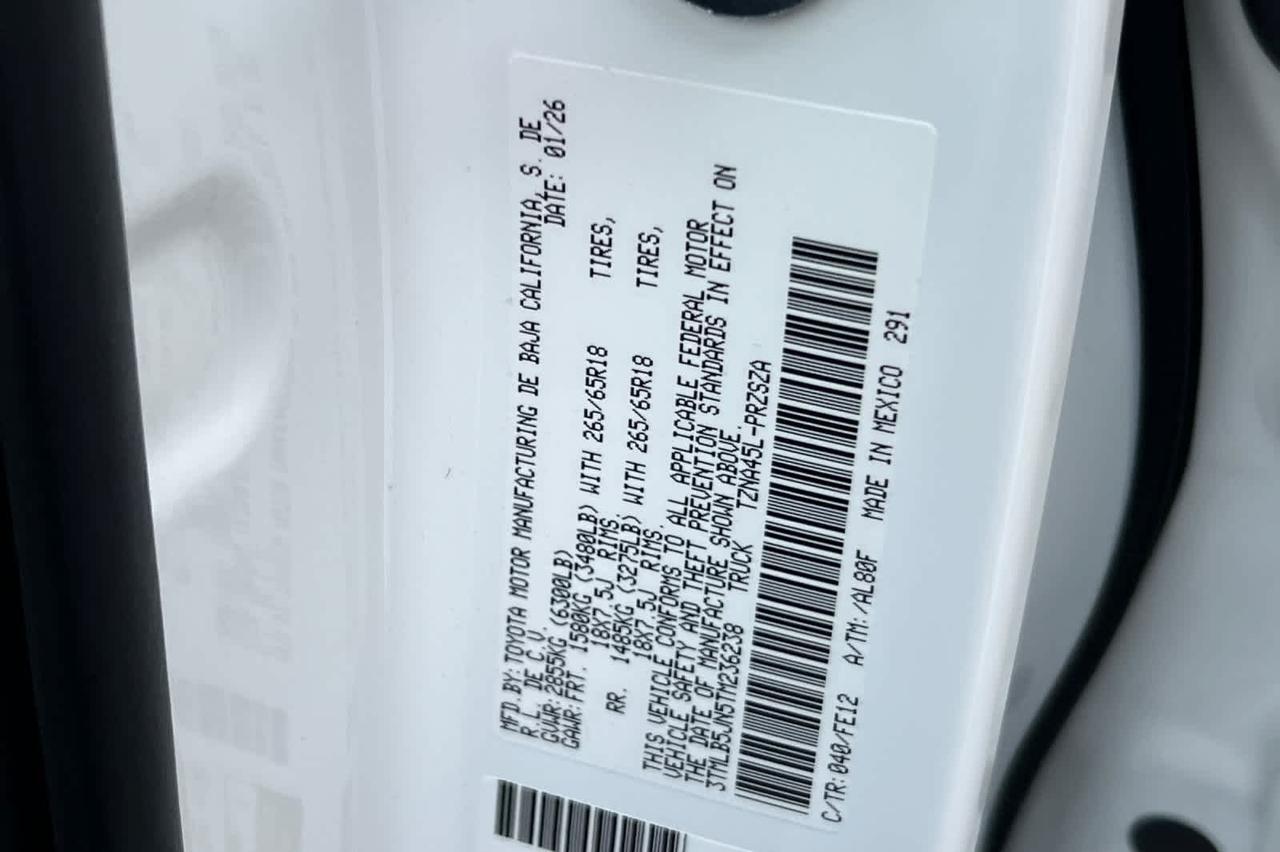 MFD.BY:TOYOTA MOTOR MANUFACTURING DE BAJA CALIFORNIA, S. DE
R.L. DE C.V. DATE: 01/26
GVWR:2855KG (6300LB)
GAWR:FRT. 1580KG (3480LB) WITH 265/65R18 TIRES,
18X7.5J RIMS.
RR. 1485KG (3275LB) WITH 265/65R18 TIRES,
18X7.5J RIMS.
THIS VEHICLE CONFORMS TO ALL APPLICABLE FEDERAL MOTOR
VEHICLE SAFETY AND THEFT PREVENTION STANDARDS IN EFFECT ON
THE DATE OF MANUFACTURE SHOWN ABOVE.
3TMLB5JN5TM236238 TRUCK TZNA45L-PRZSZA
C/TR:040/FE12 A/TM:/AL80F MADE IN MEXICO 291